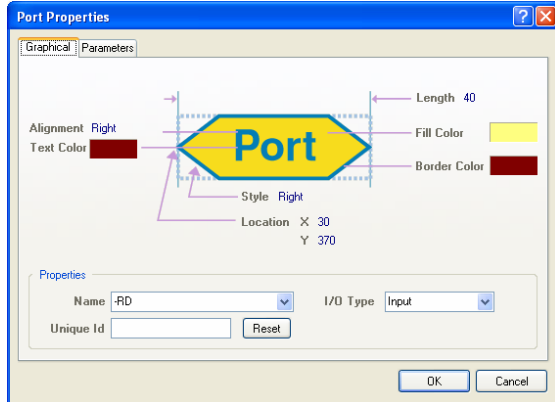 Port Properties
Graphical Parameters
Length 40
Alignment Right
Fill Color
Text Color
Port
Border Color
Style Right
Location X 30
Y 370
Properties
Name -RD I/O Type Input
Unique Id Reset
OK Cancel